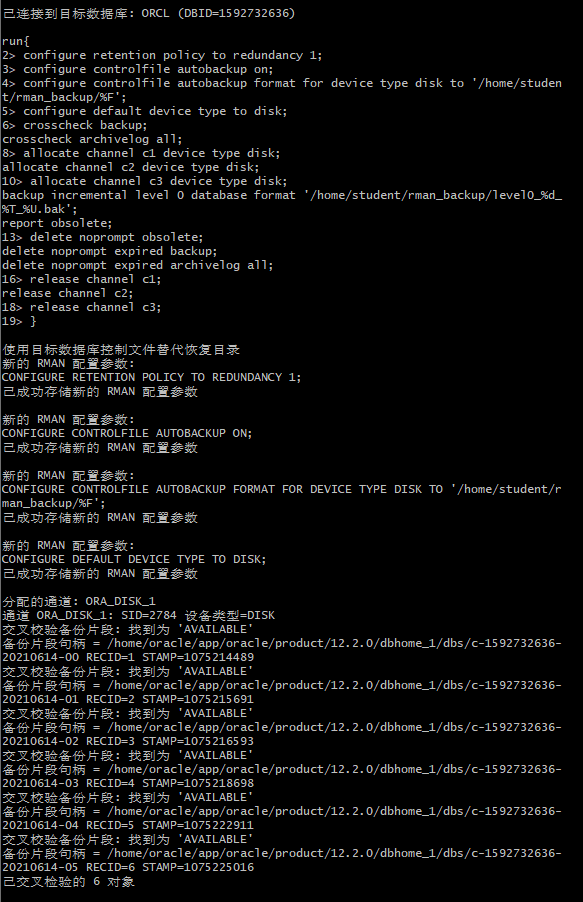 已连接到目标数据库: ORCL (DBID=1592732636)
run{
2> configure retention policy to redundancy 1;
3> configure controlfile autobackup on;
4> configure controlfile autobackup format for device type disk to '/home/studen
t/rman_backup/%F';
5> configure default device type to disk;
6> crosscheck backup;
crosscheck archivelog all;
8> allocate channel c1 device type disk;
allocate channel c2 device type disk;
10> allocate channel c3 device type disk;
backup incremental level 0 database format '/home/student/rman_backup/level0_%d_
%T_%U.bak';
report obsolete;
13> delete noprompt obsolete;
delete noprompt expired backup;
delete noprompt expired archivelog all;
16> release channel c1;
release channel c2;
18> release channel c3;
19> }
使用目标数据库控制文件替代恢复目录
新的 RMAN 配置参数:
CONFIGURE RETENTION POLICY TO REDUNDANCY 1;
已成功存储新的 RMAN 配置参数
新的 RMAN 配置参数:
CONFIGURE CONTROLFILE AUTOBACKUP ON;
已成功存储新的 RMAN 配置参数
新的 RMAN 配置参数:
CONFIGURE CONTROLFILE AUTOBACKUP FORMAT FOR DEVICE TYPE DISK TO '/home/student/r
man_backup/%F';
已成功存储新的 RMAN 配置参数
新的 RMAN 配置参数:
CONFIGURE DEFAULT DEVICE TYPE TO DISK;
已成功存储新的 RMAN 配置参数
分配的通道: ORA_DISK_1
通道 ORA_DISK_1: SID=2784 设备类型=DISK
交叉校验备份片段: 找到为 'AVAILABLE'
备份片段句柄 = /home/oracle/app/oracle/product/12.2.0/dbhome_1/dbs/c-1592732636-
20210614-00 RECID=1 STAMP=1075214489
交叉校验备份片段: 找到为 'AVAILABLE'
备份片段句柄 = /home/oracle/app/oracle/product/12.2.0/dbhome_1/dbs/c-1592732636-
20210614-01 RECID=2 STAMP=1075215691
交叉校验备份片段: 找到为 'AVAILABLE'
备份片段句柄 = /home/oracle/app/oracle/product/12.2.0/dbhome_1/dbs/c-1592732636-
20210614-02 RECID=3 STAMP=1075216593
交叉校验备份片段: 找到为 'AVAILABLE'
备份片段句柄 = /home/oracle/app/oracle/product/12.2.0/dbhome_1/dbs/c-1592732636-
20210614-03 RECID=4 STAMP=1075218698
交叉校验备份片段: 找到为 'AVAILABLE'
备份片段句柄 = /home/oracle/app/oracle/product/12.2.0/dbhome_1/dbs/c-1592732636-
20210614-04 RECID=5 STAMP=1075222911
交叉校验备份片段: 找到为 'AVAILABLE'
备份片段句柄 = /home/oracle/app/oracle/product/12.2.0/dbhome_1/dbs/c-1592732636-
20210614-05 RECID=6 STAMP=1075225016
已交叉检验的 6 对象